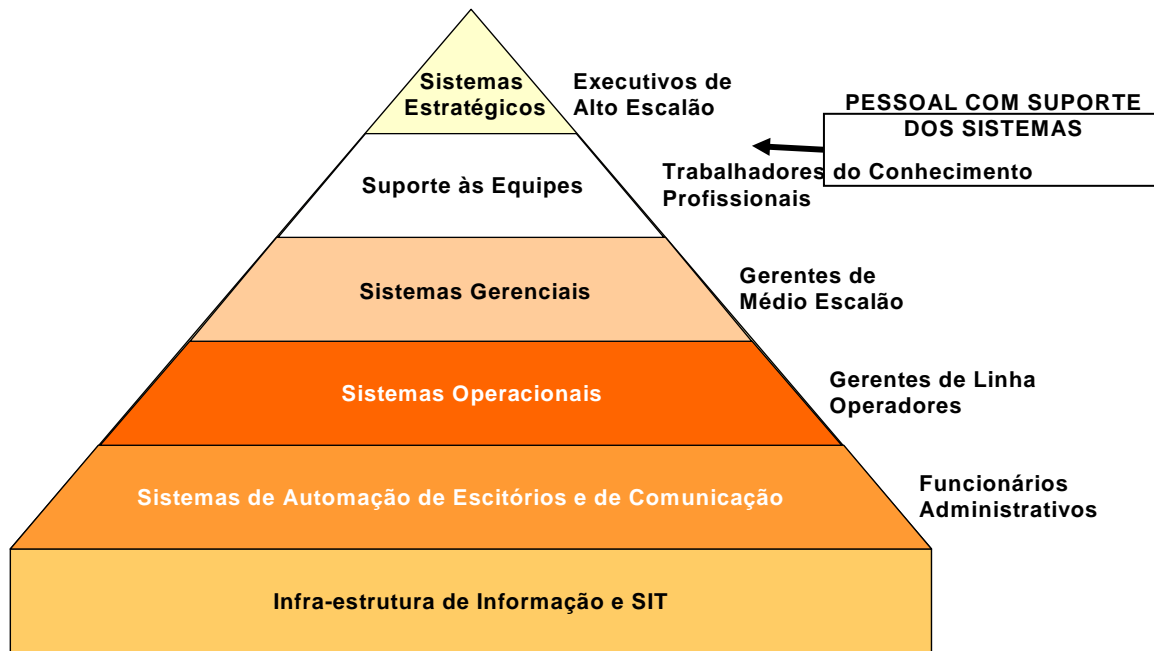 Sistemas
Estratégicos
Executivos de
Alto Escalão
PESSOAL COM SUPORTE
DOS SISTEMAS
Suporte às Equipes
Trabalhadores do Conhecimento
Profissionais
Sistemas Gerenciais
Gerentes de
Médio Escalão
Sistemas Operacionais
Gerentes de Linha
Operadores
Sistemas de Automação de Escitórios e de Comunicação
Funcionários
Administrativos
Infra-estrutura de Informação e SIT